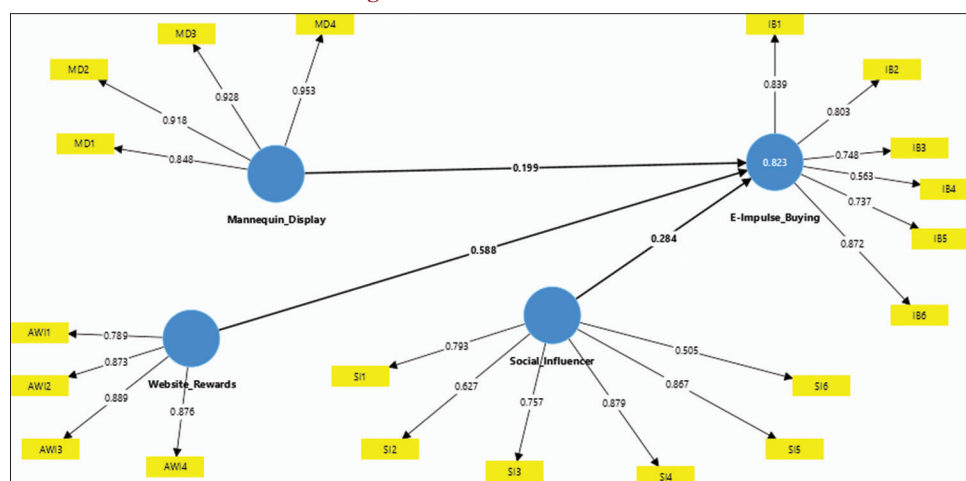 MD4
MD3
MD2
MD1
0.953
0.928
0.918
0.848
Mannequin_Display
0.199
IB1
IB2
IB3
IB4
IB5
IB6
0.839
0.803
0.748
0.563
0.737
0.872
0.823
E-Impulse_Buying
0.588
0.284
AWI1
AWI2
AWI3
AWI4
0.789
0.873
0.889
0.876
Website_Rewards
Social_Influencer
0.793
0.627
0.757
0.879
0.867
0.505
SI1
SI2
SI3
SI4
SI5
SI6